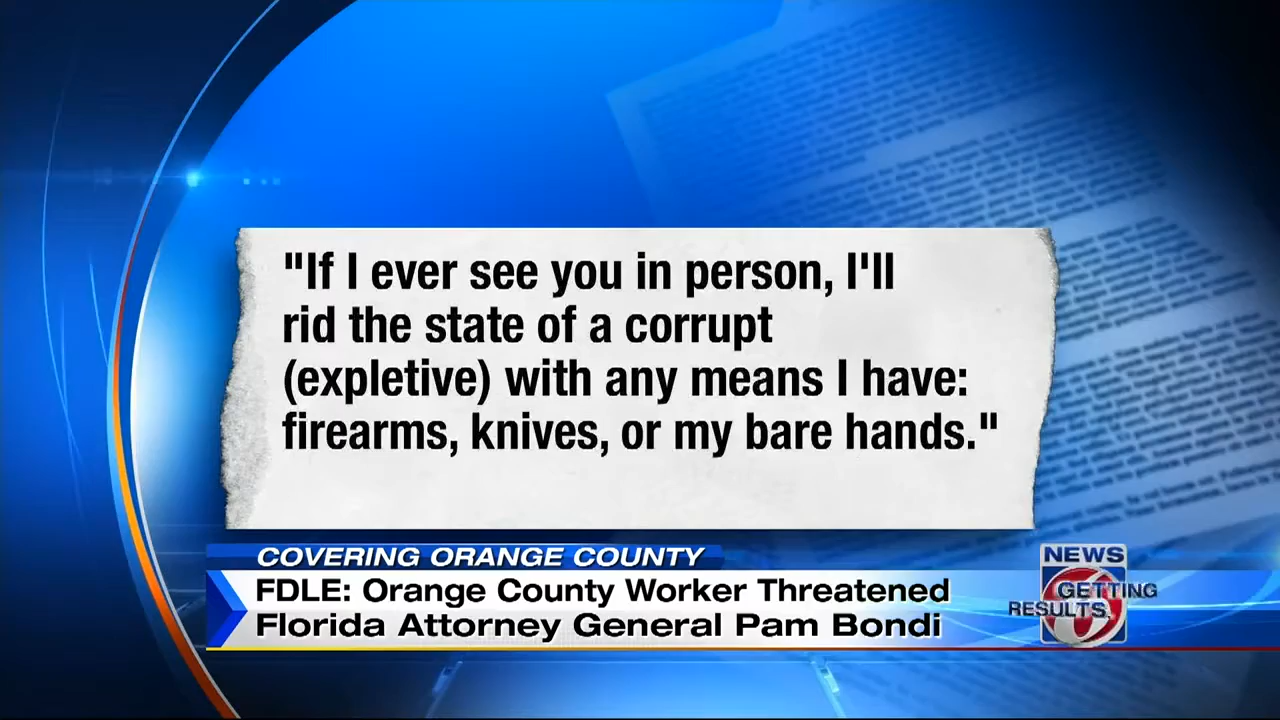 "If I ever see you in person, I'll
rid the state of a corrupt
(expletive) with any means I have:
firearms, knives, or my bare hands."
COVERING ORANGE COUNTY
FDLE: Orange County Worker Threatened
Florida Attorney General Pam Bondi
NEWS
6
GETTING
RESULTS